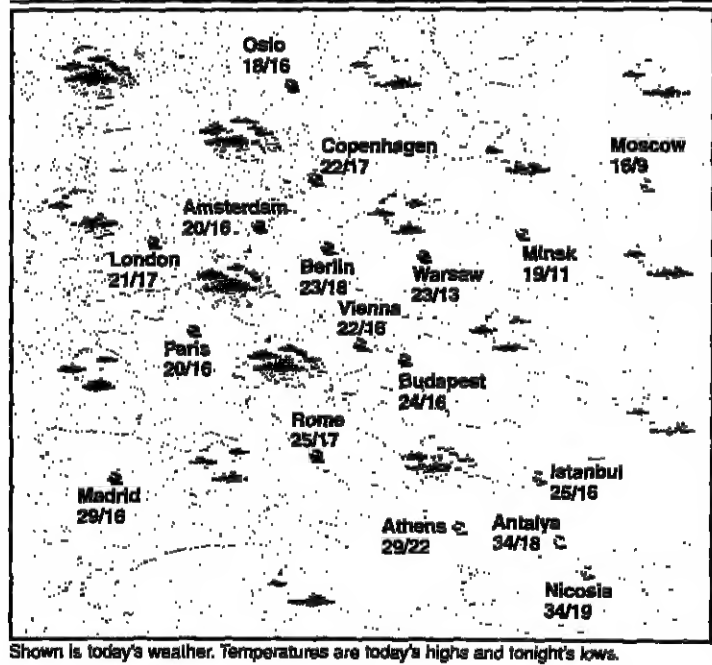 Oslo
18/16
Copenhagen
22/17
Moscow
16/9
Amsterdam
20/16
London
21/17
Berlin
23/18
Warsaw
23/13
Minsk
19/11
Vienna
22/16
Paris
20/16
Budapest
24/16
Rome
25/17
Madrid
29/16
Istanbul
25/16
Athens
29/22
Antalya
34/18
Nicosia
34/19
Shown is today's weather. Temperatures are today's highs and tonight's lows.